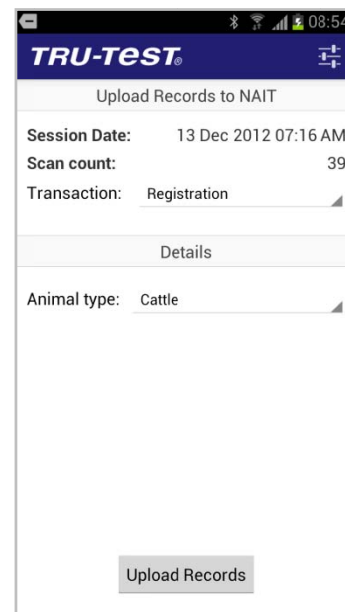 08:54
TRU-TEST®
Upload Records to NAIT
Session Date: 13 Dec 2012 07:16 AM
Scan count: 39
Transaction: Registration
Details
Animal type: Cattle
Upload Records